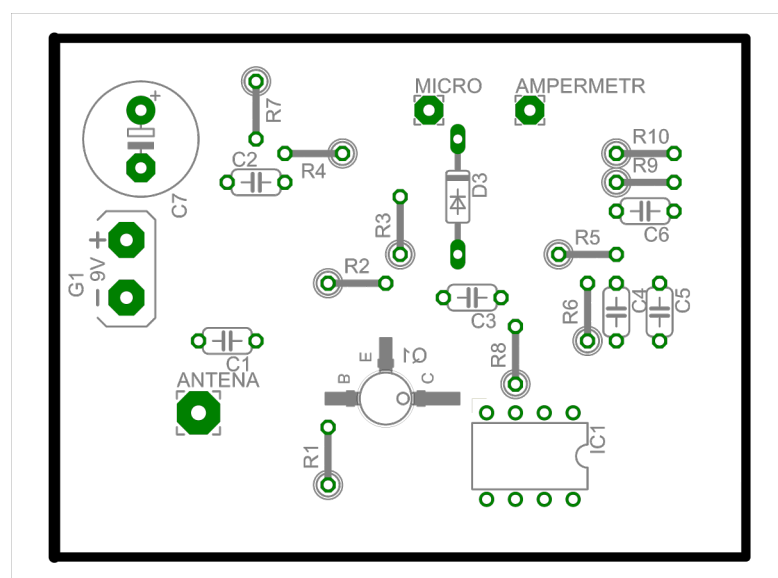 MICRO
AMPERMETR
+
R7
R10
C2
R4
R9
D3
C7
R3
C6
+
9V
G1
-
R5
R2
C4
C5
R6
C3
C1
E
Q1
R8
ANTENA
B
C
R1
IC1